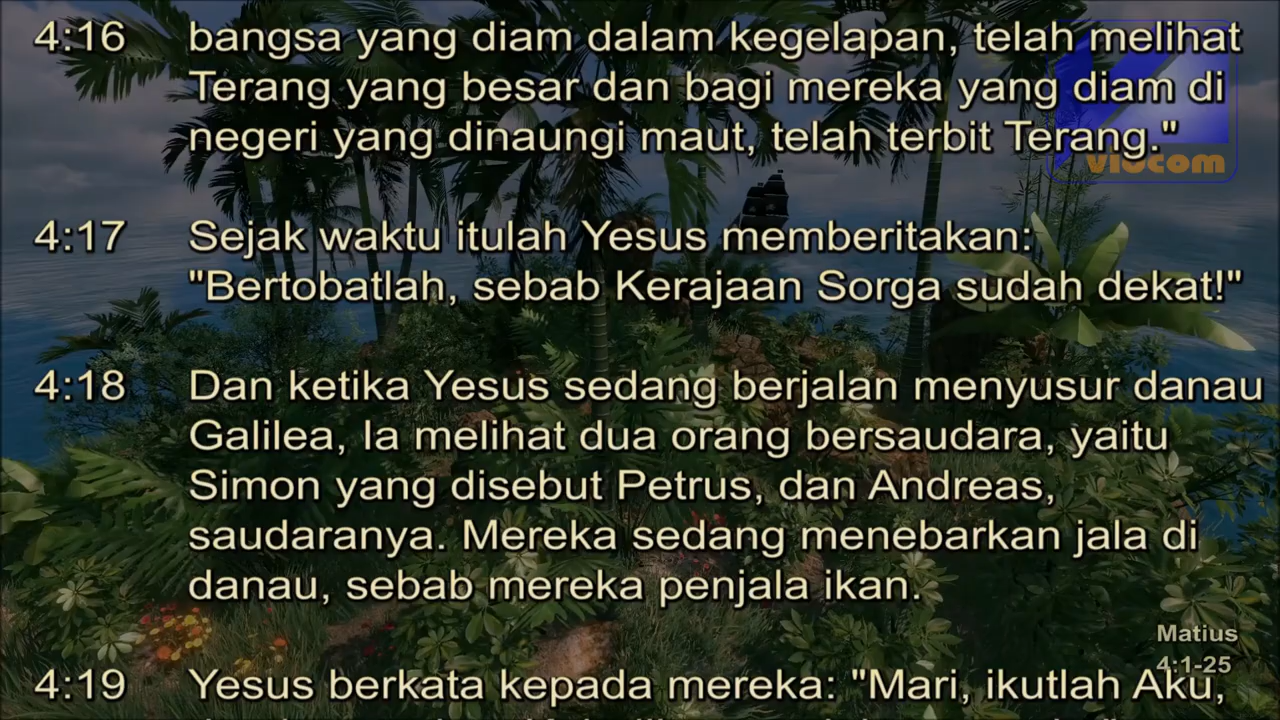 4:16 bangsa yang diam dalam kegelapan, telah melihat
Terang yang besar dan bagi mereka yang diam di
negeri yang dinaungi maut, telah terbit Terang."
viocom
4:17 Sejak waktu itulah Yesus memberitakan:
"Bertobatlah, sebab Kerajaan Sorga sudah dekat!"
4:18 Dan ketika Yesus sedang berjalan menyusur danau
Galilea, Ia melihat dua orang bersaudara, yaitu
Simon yang disebut Petrus, dan Andreas,
saudaranya. Mereka sedang menebarkan jala di
danau, sebab mereka penjala ikan.
Matius
4:1-25
4:19 Yesus berkata kepada mereka: "Mari, ikutlah Aku,